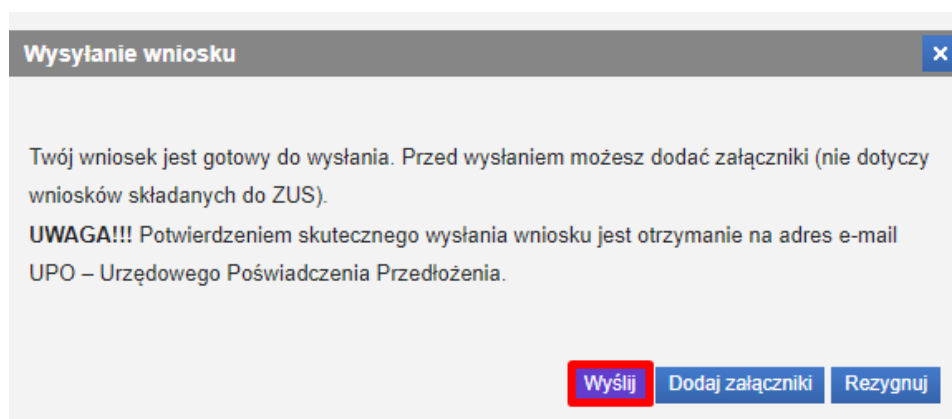 Wysyłanie wniosku
×
Twój wniosek jest gotowy do wysłania. Przed wysłaniem możesz dodać załączniki (nie dotyczy
wniosków składanych do ZUS).
UWAGA!!! Potwierdzeniem skutecznego wysłania wniosku jest otrzymanie na adres e-mail
UPO – Urzędowego Poświadczenia Przedłożenia.
Wyślij Dodaj załączniki Rezygnuj